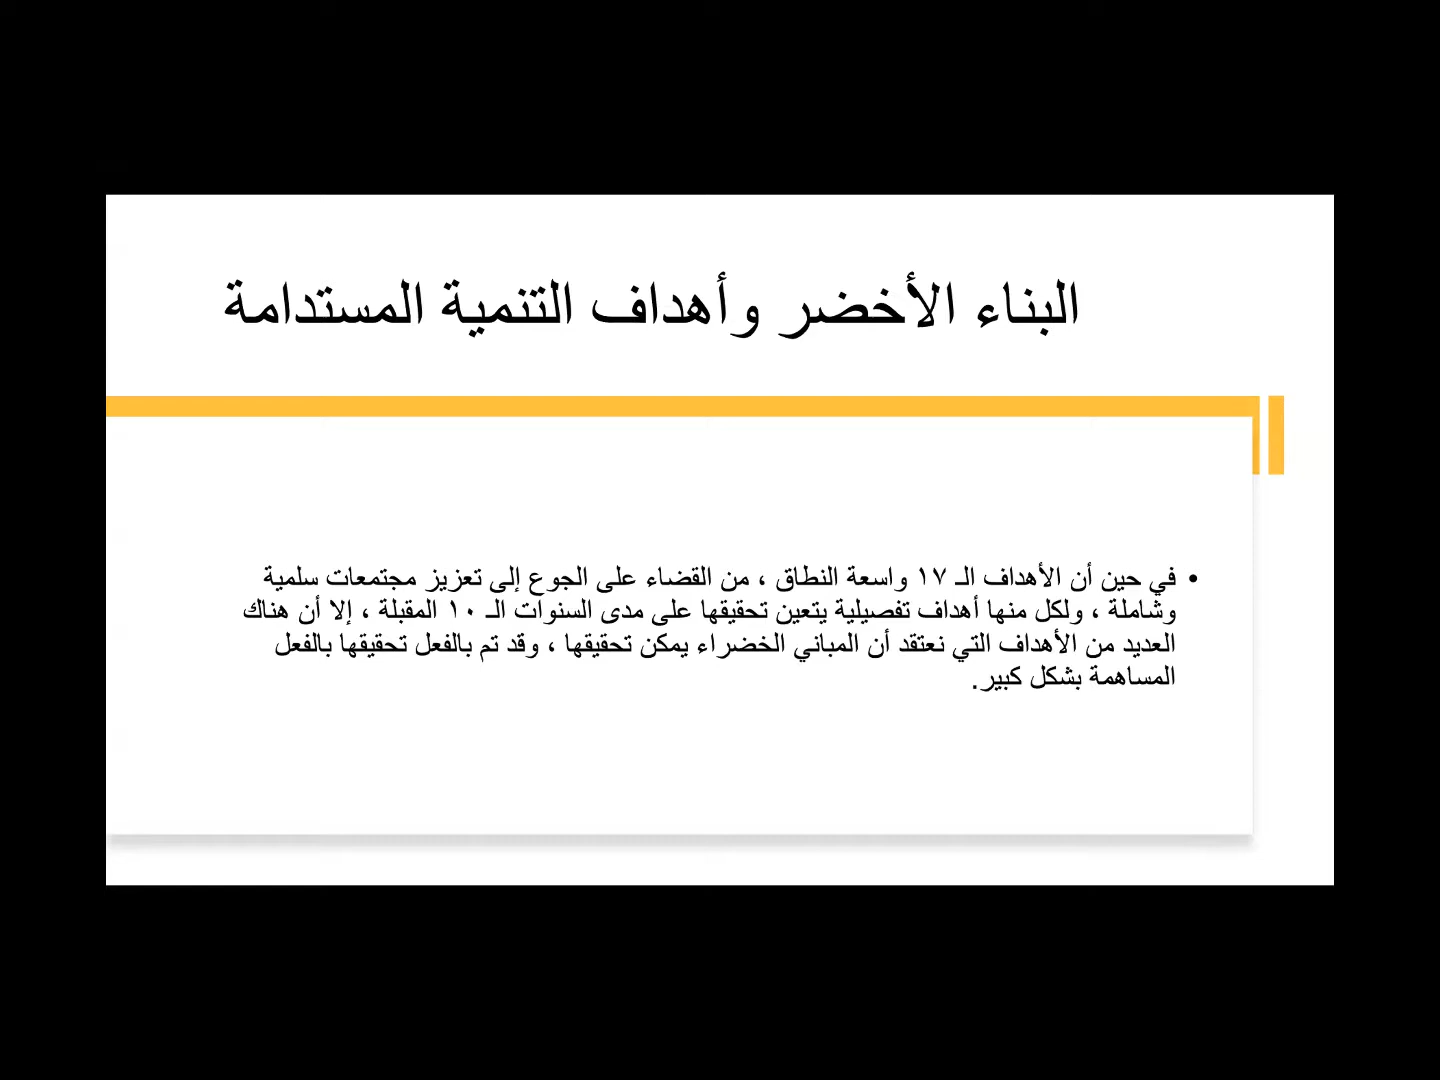 البناء الأخضر وأهداف التنمية المستدامة
• في حين أن الأهداف الـ ١٧ واسعة النطاق ، من القضاء على الجوع إلى تعزيز مجتمعات سلمية
وشاملة ، ولكل منها أهداف تفصيلية يتعين تحقيقها على مدى السنوات الـ ١٠ المقبلة ، إلا أن هناك
العديد من الأهداف التي نعتقد أن المباني الخضراء يمكن تحقيقها ، وقد تم بالفعل تحقيقها بالفعل
المساهمة بشكل كبير.